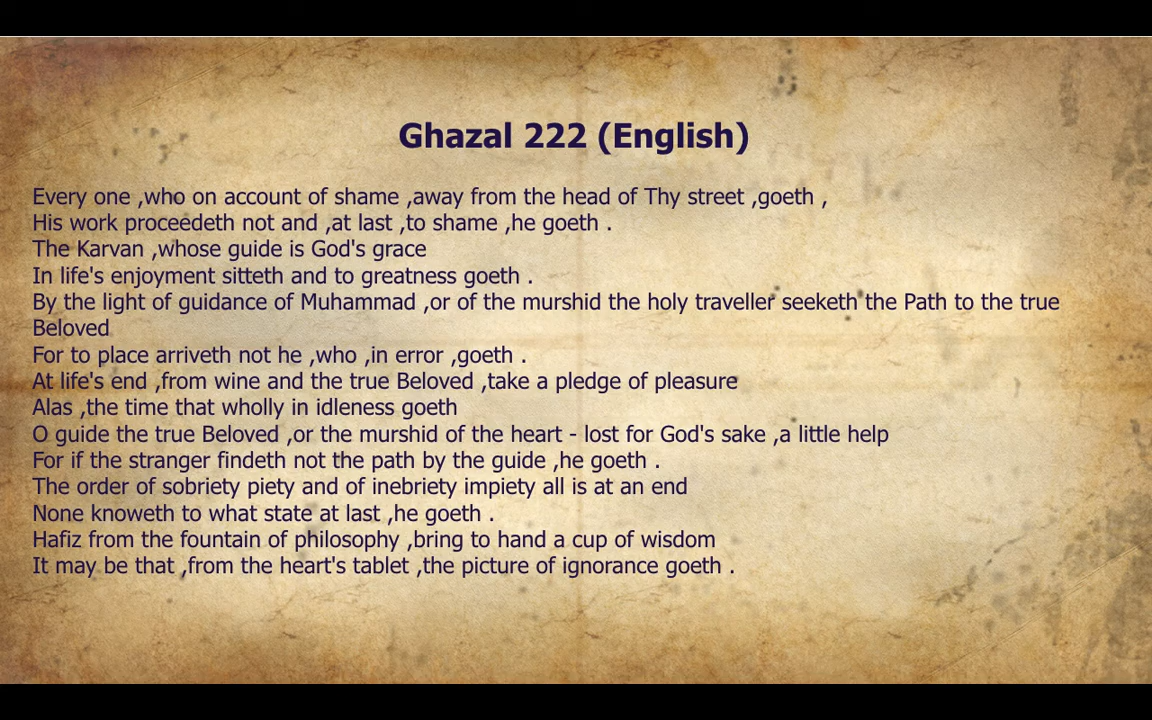 Ghazal 222 (English)
Every one ,who on account of shame ,away from the head of Thy street ,goeth ,
His work proceedeth not and ,at last ,to shame ,he goeth .
The Karvan ,whose guide is God's grace
In life's enjoyment sitteth and to greatness goeth .
By the light of guidance of Muhammad ,or of the murshid the holy traveller seeketh the Path to the true
Beloved
For to place arriveth not he ,who ,in error ,goeth .
At life's end ,from wine and the true Beloved ,take a pledge of pleasure
Alas ,the time that wholly in idleness goeth
O guide the true Beloved ,or the murshid of the heart - lost for God's sake ,a little help
For if the stranger findeth not the path by the guide ,he goeth .
The order of sobriety piety and of inebriety impiety all is at an end
None knoweth to what state at last ,he goeth .
Hafiz from the fountain of philosophy ,bring to hand a cup of wisdom
It may be that ,from the heart's tablet ,the picture of ignorance goeth .